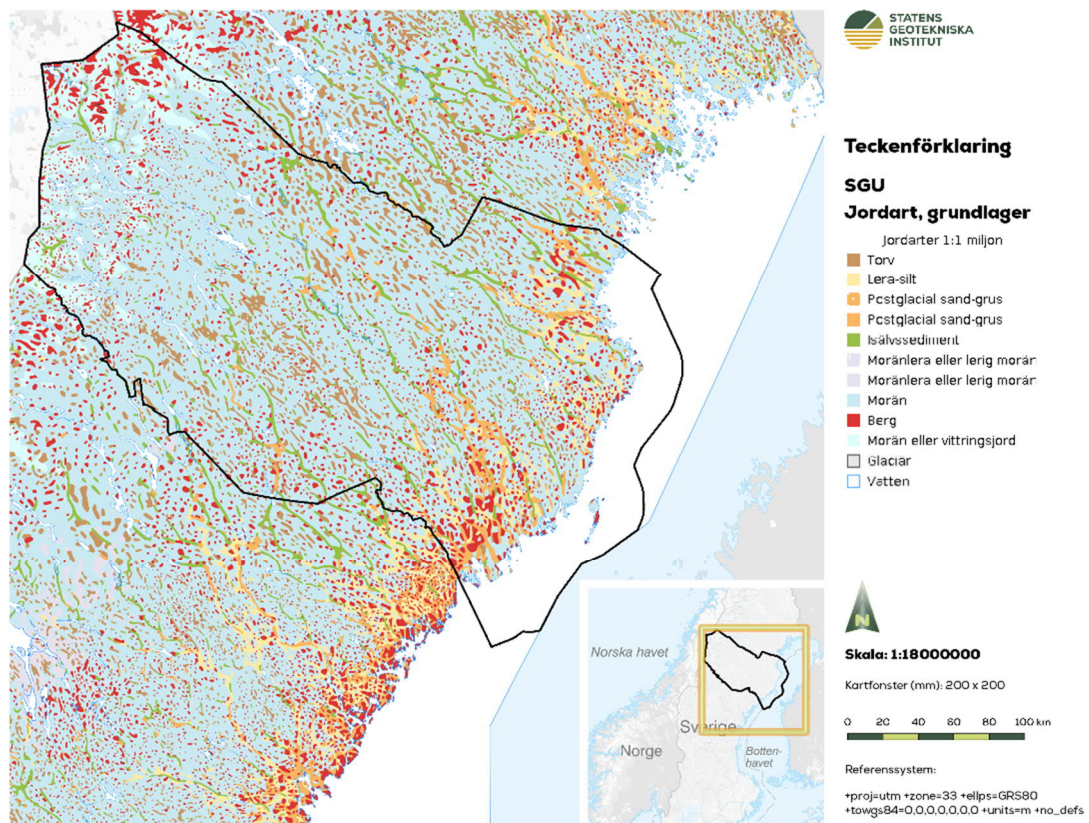 STATENS
GEOTEKNISKA
INSTITUT
Teckenförklaring
SGU
Jordart, grundlager
Jordarter 1:1 miljon
Torv
Lera-silt
Postglacial sand-grus
Postglacial sand-grus
Isälvssediment
Moränlera eller lerig morän
Moränlera eller lerig morän
Morän
Berg
Morän eller vittringsjord
Glaciär
Vatten
N
Skala: 1:18000000
Kartfonster (mm): 200 x 200
0 20 40 60 80 100 km
Referenssystem:
+proj=utm +zone=33 +ellps=GRS80
+towgs84=0,0,0,0,0,0,0 +units=m +no_defs
Norska havet
Sverige
Norge
Botten-
havet